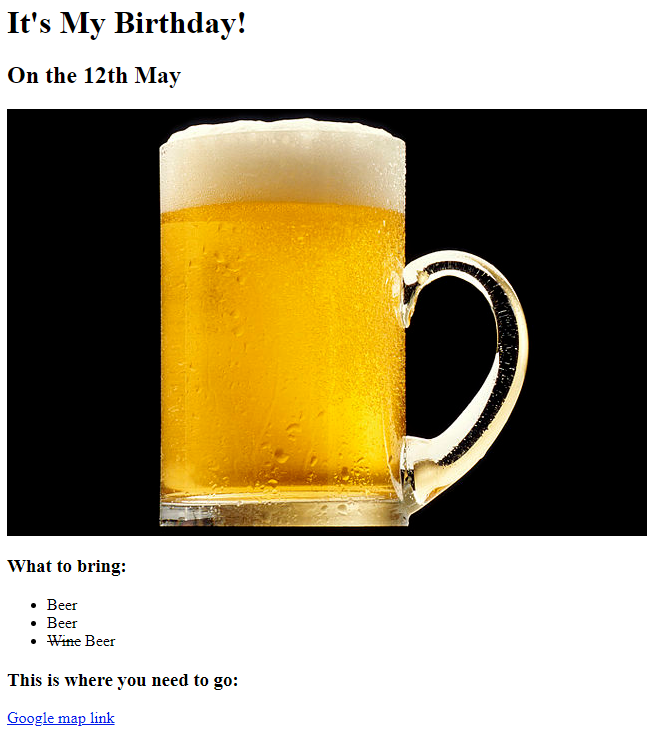 It's My Birthday!
On the 12th May
What to bring:
Beer
Beer
Wine Beer
This is where you need to go:
Google map link